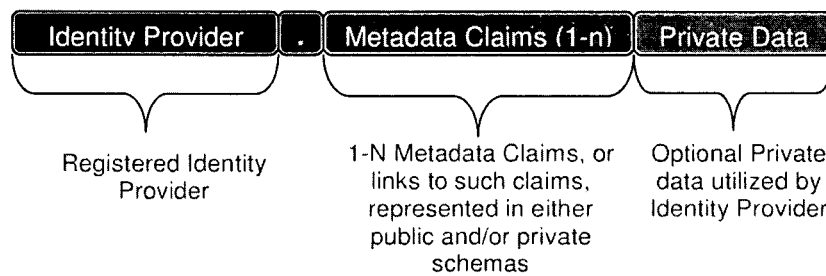 Identity Provider . Metadata Claims (1-n) Private Data
Registered Identity
Provider
1-N Metadata Claims, or
links to such claims,
represented in either
public and/or private
schemas
Optional Private
data utilized by
Identity Provider